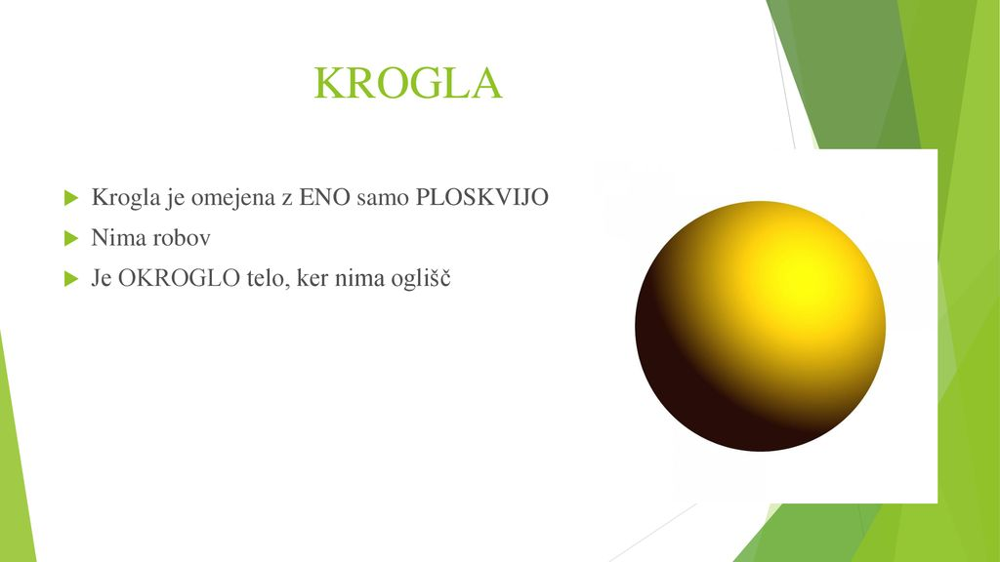 KROGLA
Krogla je omejena z ENO samo PLOSKVIJO
Nima robov
Je OKROGLO telo, ker nima oglišč